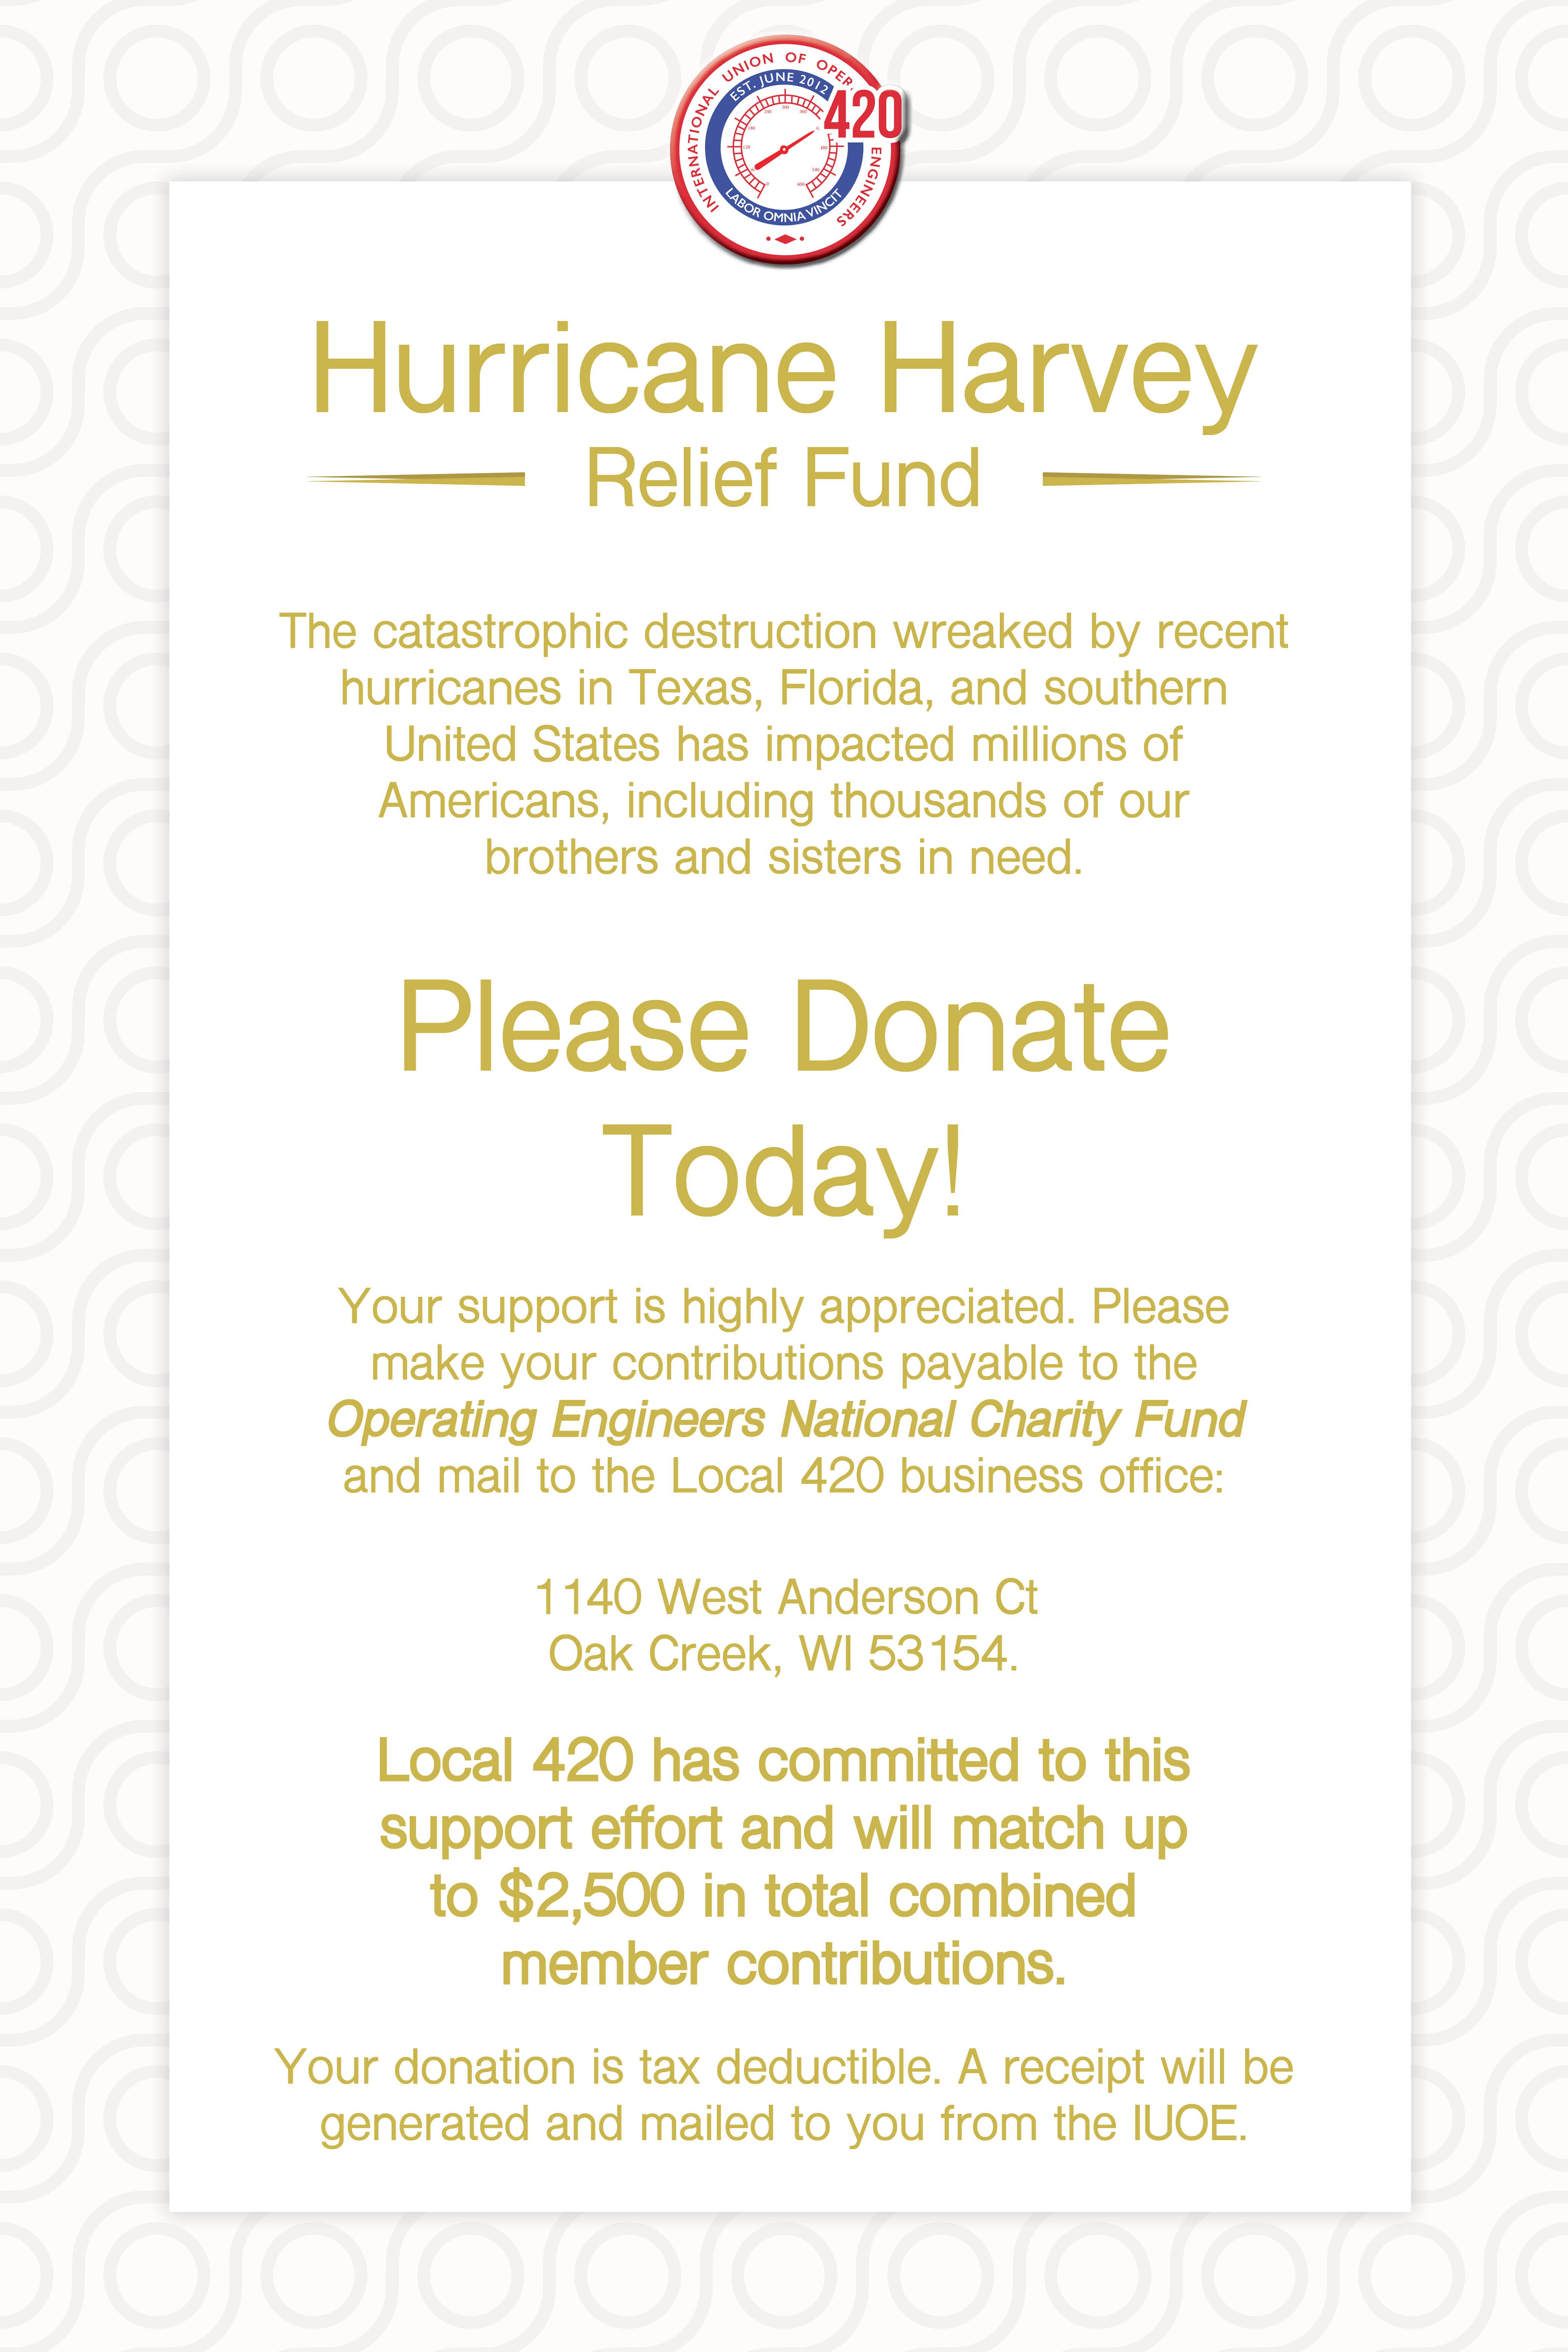 INTERNATIONAL UNION OF OPER
ENGINEERS
EST. JUNE 2012
420
LABOR OMNIA VINCIT
Hurricane Harvey
Relief Fund
The catastrophic destruction wreaked by recent
hurricanes in Texas, Florida, and southern
United States has impacted millions of
Americans, including thousands of our
brothers and sisters in need.
Please Donate
Today!
Your support is highly appreciated. Please
make your contributions payable to the
Operating Engineers National Charity Fund
and mail to the Local 420 business office:
1140 West Anderson Ct
Oak Creek, WI 53154.
Local 420 has committed to this
support effort and will match up
to $2,500 in total combined
member contributions.
Your donation is tax deductible. A receipt will be
generated and mailed to you from the IUOE.